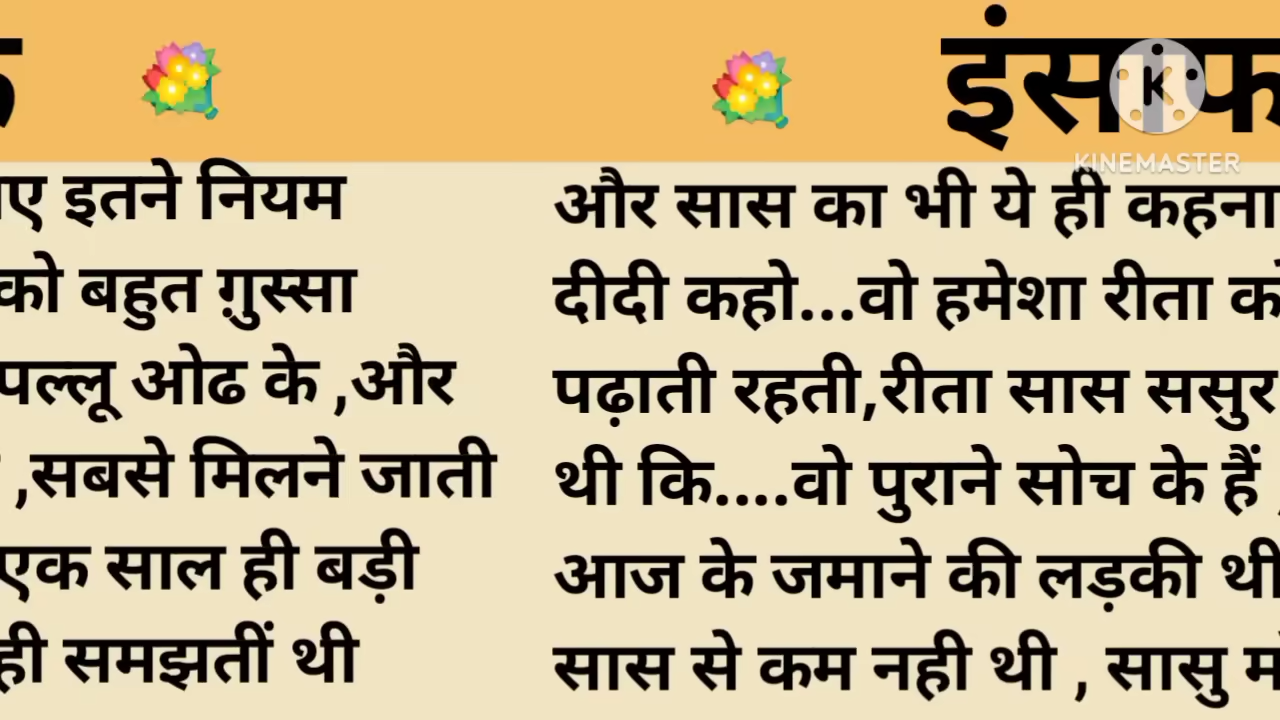 इतने नियम
को बहुत ग़ुस्सा
पल्लू ओढ के ,और
,सबसे मिलने जाती
एक साल ही बड़ी
ही समझतीं थी
KINEMASTER
और सास का भी ये ही कहना
दीदी कहो...वो हमेशा रीता को
पढ़ाती रहती,रीता सास ससुर
थी कि....वो पुराने सोच के हैं
आज के जमाने की लड़की थी
सास से कम नही थी , सासु